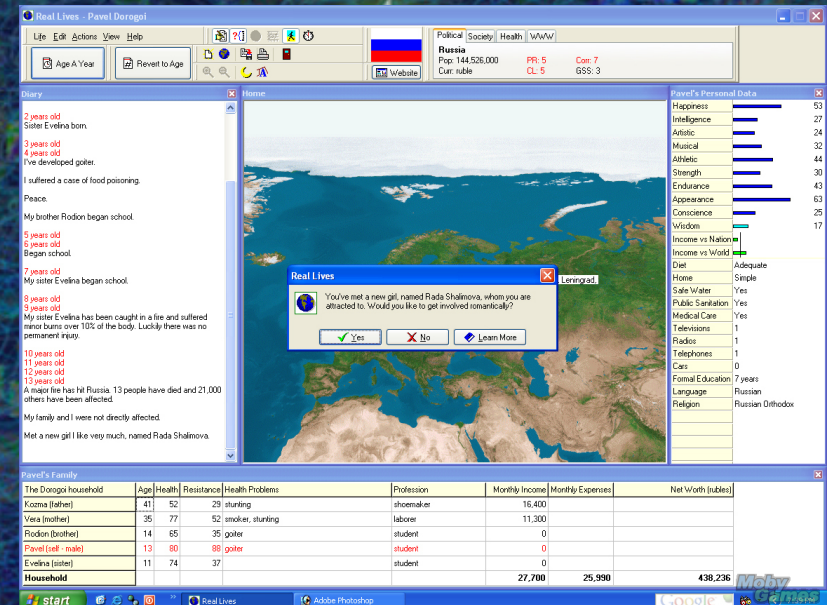 Real Lives - Pavel Dorogoi
Life Edit Actions View Help
Age A Year
Revert to Age
Website
Political Society Health WWW
Russia
Pop: 144,526,000 PR: 5 Corr: 7
Curr: ruble CL: 5 GSS: 3
Diary
2 years old
Sister Evelina born.
3 years old
4 years old
I've developed goiter.
I suffered a case of food poisoning.
Peace.
My brother Rodion began school.
5 years old
6 years old
Began school.
7 years old
My sister Evelina began school.
8 years old
9 years old
My sister Evelina has been caught in a fire and suffered
minor burns over 10% of the body. Luckily there was no
permanent injury.
10 years old
11 years old
12 years old
13 years old
A major fire has hit Russia. 13 people have died and 21,000
others have been affected.
My family and I were not directly affected.
Met a new girl I like very much, named Rada Shalimova.
Home
Leningrad,
Real Lives
You've met a new girl, named Rada Shalimova, whom you are
attracted to. Would you like to get involved romantically?
Yes No Learn More
Pavel's Personal Data
Happiness 53
Intelligence 27
Artistic 24
Musical 32
Athletic 44
Strength 30
Endurance 43
Appearance 63
Conscience 25
Wisdom 17
Income vs Nation
Income vs World
Diet Adequate
Home Simple
Safe Water Yes
Public Sanitation Yes
Medical Care Yes
Televisions 1
Radios 1
Telephones 1
Cars 0
Formal Education 7 years
Language Russian
Religion Russian Orthodox
Pavel's Family
The Dorogoi household Age Health Resistance Health Problems Profession Monthly Income Monthly Expenses Net Worth (rubles)
Kozma (father) 41 52 29 stunting shoemaker 16,400
Vera (mother) 35 77 52 smoker, stunting laborer 11,300
Rodion (brother) 14 65 35 goiter student 0
Pavel (self - male) 13 80 88 goiter student 0
Evelina (sister) 11 74 37 student 0
Household 27,700 25,990 438,236
start
Real Lives
Adobe Photoshop
Google
Moby
Games